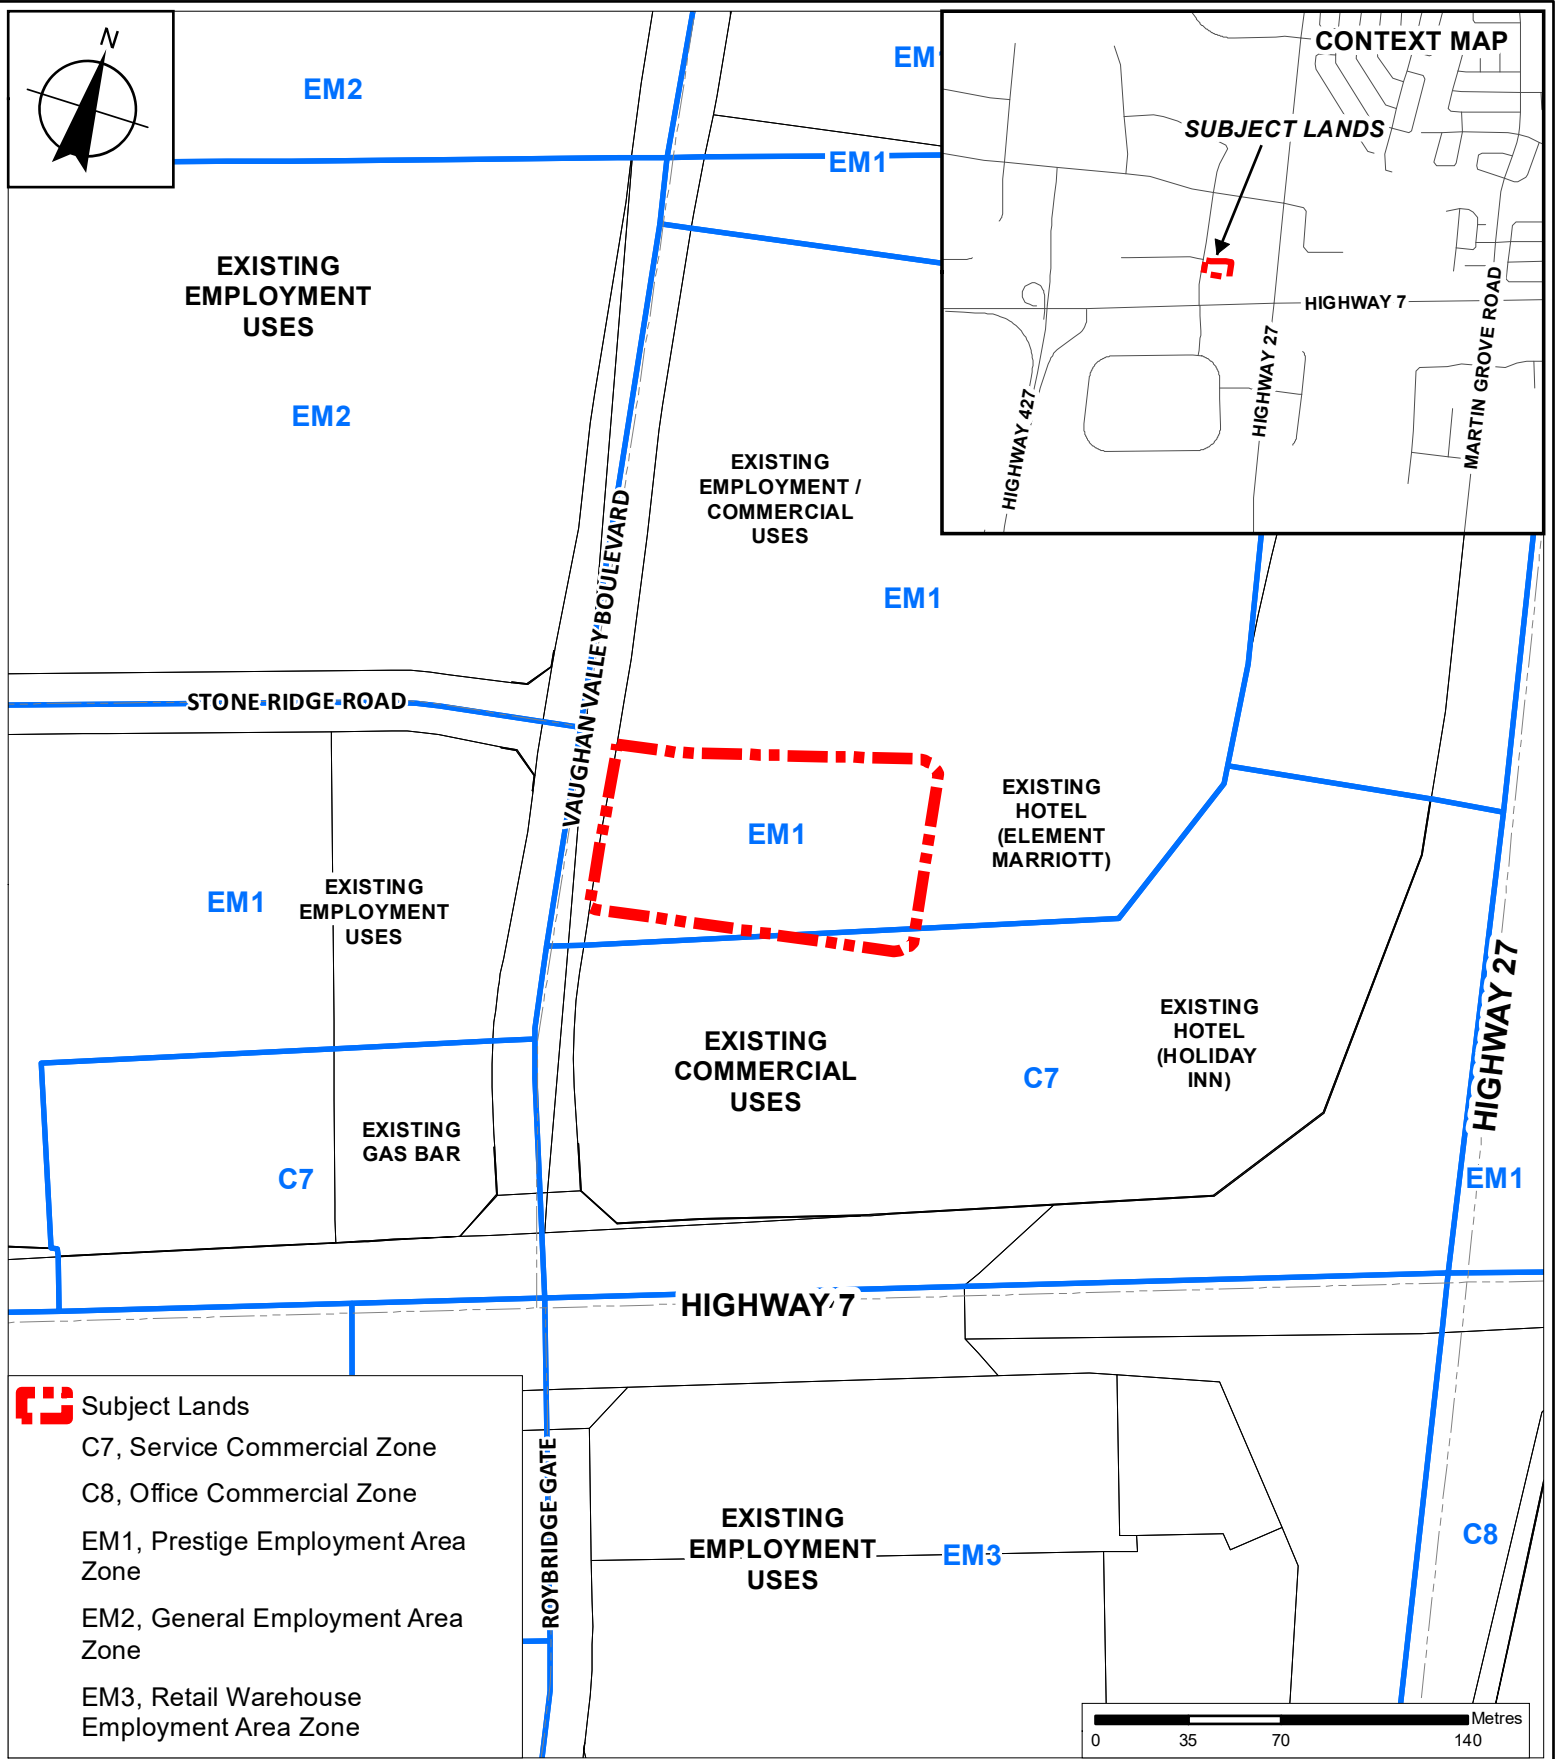 N
EM2
EM
CONTEXT MAP
SUBJECT LANDS
HIGHWAY 7
HIGHWAY 27
HIGHWAY 427
MARTIN GROVE ROAD
EM1
EXISTING
EMPLOYMENT
USES
EM2
EXISTING
EMPLOYMENT /
COMMERCIAL
USES
EM1
VAUGHAN VALLEY BOULEVARD
STONE RIDGE ROAD
EM1
EXISTING
HOTEL
(ELEMENT
MARRIOTT)
EM1
EXISTING
EMPLOYMENT
USES
HIGHWAY 27
EXISTING
COMMERCIAL
USES
C7
EXISTING
HOTEL
(HOLIDAY
INN)
EXISTING
GAS BAR
C7
EM1
HIGHWAY 7
ROYBRIDGE GATE
EXISTING
EMPLOYMENT
USES
EM3
C8
Subject Lands
C7, Service Commercial Zone
C8, Office Commercial Zone
EM1, Prestige Employment Area
Zone
EM2, General Employment Area
Zone
EM3, Retail Warehouse
Employment Area Zone
Metres
0 35 70 140